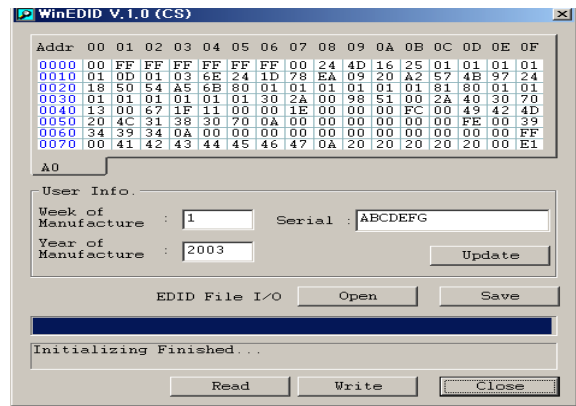 WinEDID V.1.0 (CS)
Addr 00 01 02 03 04 05 06 07 08 09 0A 0B 0C 0D 0E 0F
0000 00 FF FF FF FF FF FF 00 24 4D 16 25 01 01 01 01
0010 01 0D 01 03 6E 24 1D 78 EA 09 20 A2 57 4B 97 24
0020 18 50 54 A5 6B 80 01 01 01 01 01 01 81 80 01 01
0030 01 01 01 01 01 01 30 2A 00 98 51 00 2A 40 30 70
0040 13 00 67 1F 11 00 00 1E 00 00 00 FC 00 49 42 4D
0050 20 4C 31 38 30 70 0A 00 00 00 00 00 00 FE 00 39
0060 34 39 34 0A 00 00 00 00 00 00 00 00 00 00 00 FF
0070 00 41 42 43 44 45 46 47 0A 20 20 20 20 20 00 E1
A0
User Info.
Week of Manufacture : 1 Serial : ABCDEFG
Year of Manufacture : 2003 Update
EDID File I/O Open Save
Initializing Finished...
Read Write Close